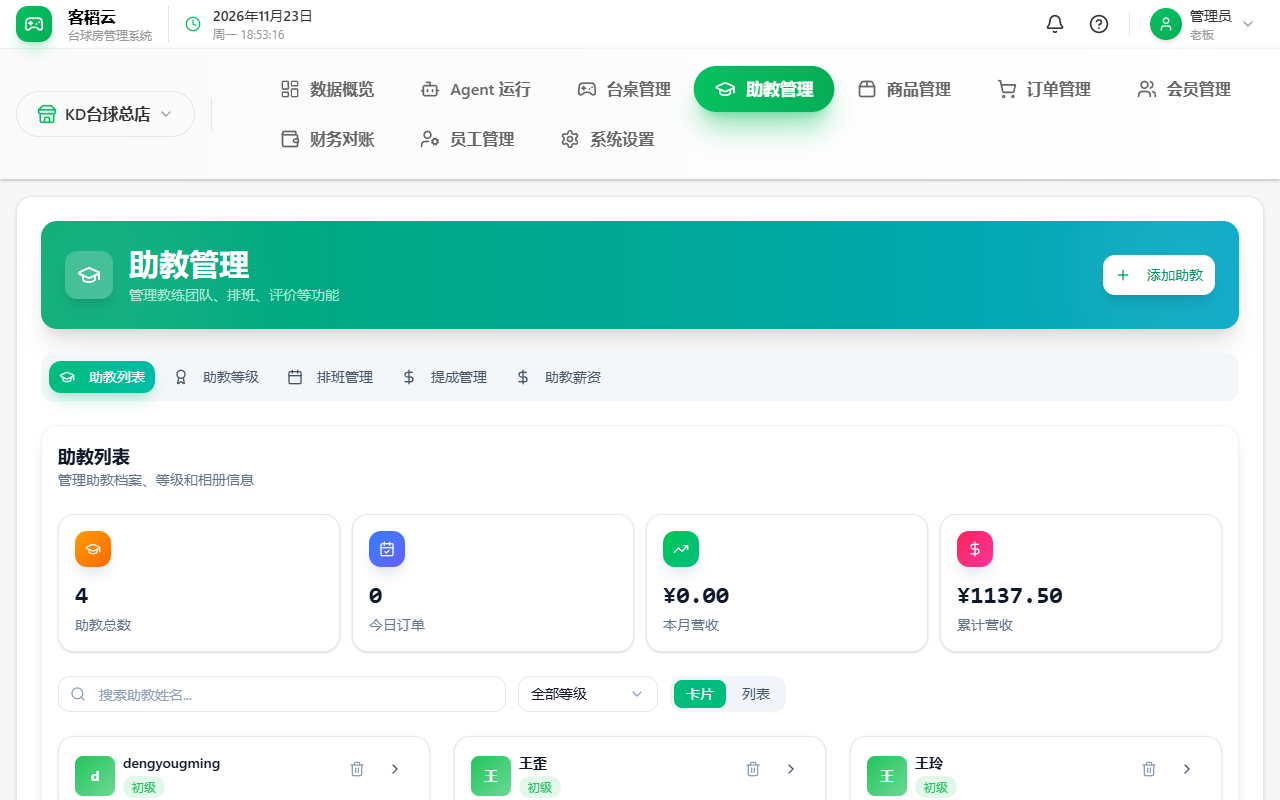 客稻云
台球房管理系统
2026年11月23日
周一 18:53:16
管理员
老板
KD台球总店
数据概览
Agent 运行
台桌管理
助教管理
商品管理
订单管理
会员管理
财务对账
员工管理
系统设置
助教管理
管理教练团队、排班、评价等功能
添加助教
助教列表
助教等级
排班管理
提成管理
助教薪资
助教列表
管理助教档案、等级和相册信息
4
助教总数
0
今日订单
¥0.00
本月营收
¥1137.50
累计营收
搜索助教姓名...
全部等级
卡片
列表
d
dengyougming
初级
王
王歪
初级
王
王玲
初级